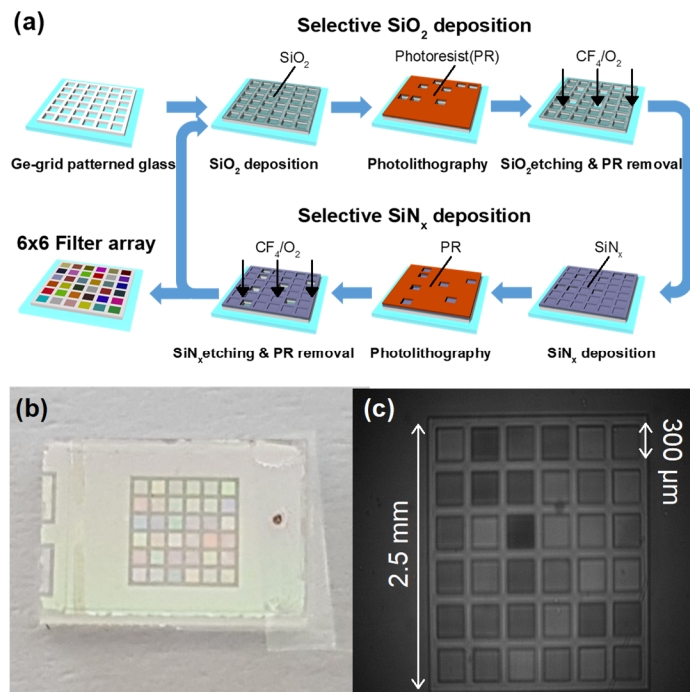 (a)
Selective SiO₂ deposition
SiO₂
Photoresist(PR)
CF₄/O₂
Ge-grid patterned glass
SiO₂ deposition
Photolithography
SiO₂etching & PR removal
Selective SiNₓ deposition
6x6 Filter array
CF₄/O₂
PR
SiNₓ
SiNₓetching & PR removal
Photolithography
SiNₓ deposition
(b)
(c)
300 μm
2.5 mm